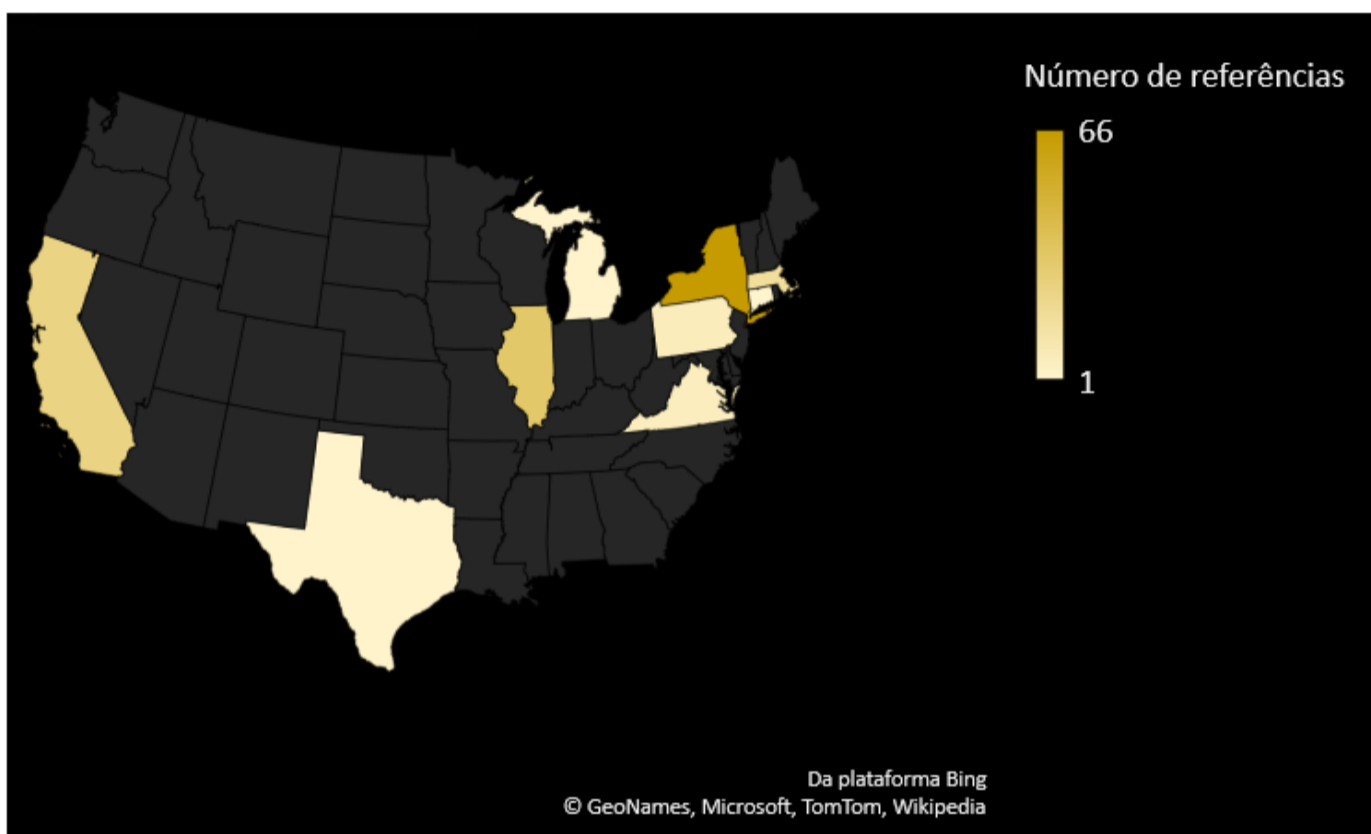 Número de referências
66
1
Da plataforma Bing
© GeoNames, Microsoft, TomTom, Wikipedia